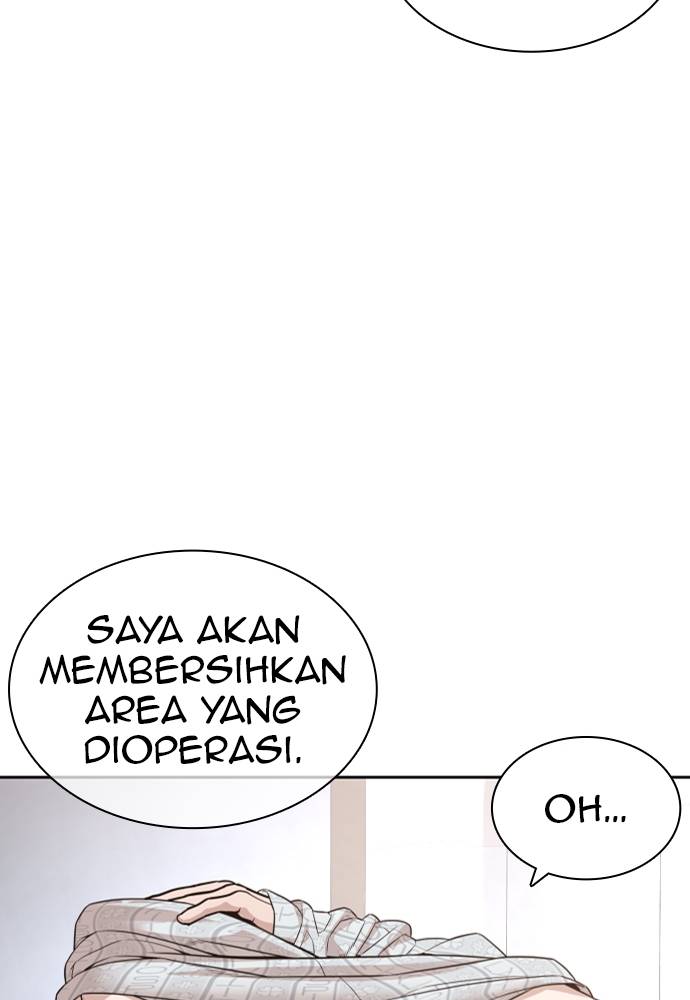 SAYA AKAN
MEMBERSIHKAN
AREA YANG
DIOPERASI.
OH...